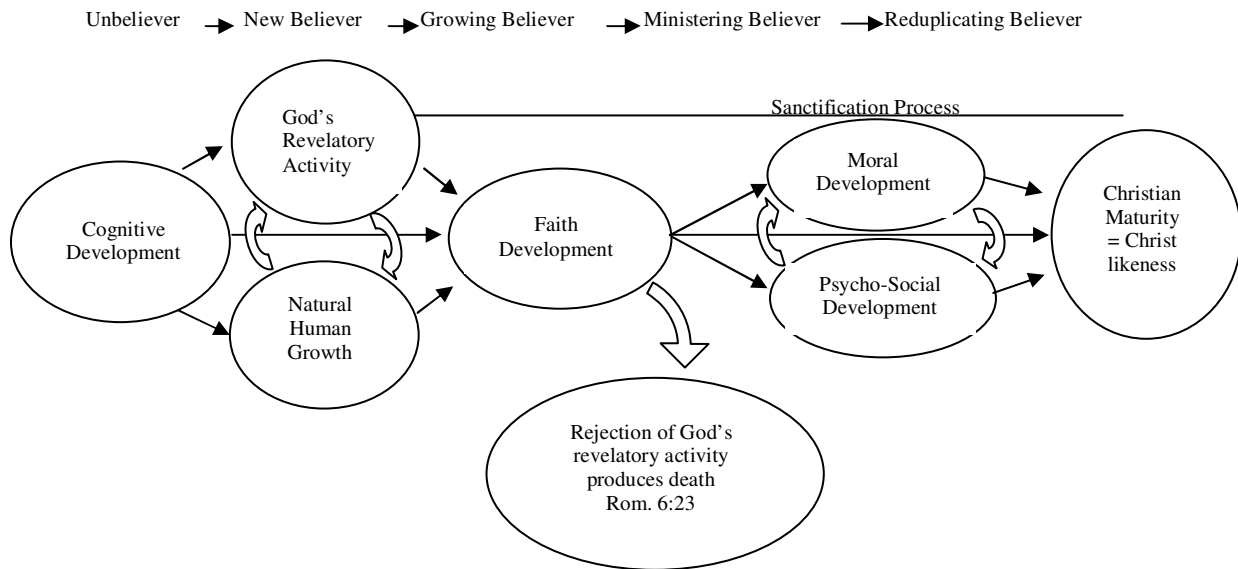 Unbeliever New Believer Growing Believer Ministering Believer Reduplicating Believer
Sanctification Process
God's
Revelatory
Activity
Cognitive
Development
Natural
Human
Growth
Faith
Development
Moral
Development
Psycho-Social
Development
Christian
Maturity
= Christ
likeness
Rejection of God's
revelatory activity
produces death
Rom. 6:23